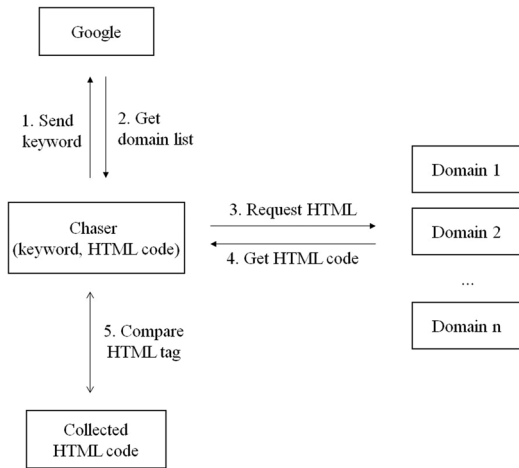 Google
1. Send
keyword
2. Get
domain list
Domain 1
Chaser
(keyword, HTML code)
3. Request HTML
Domain 2
4. Get HTML code
...
Domain n
5. Compare
HTML tag
Collected
HTML code